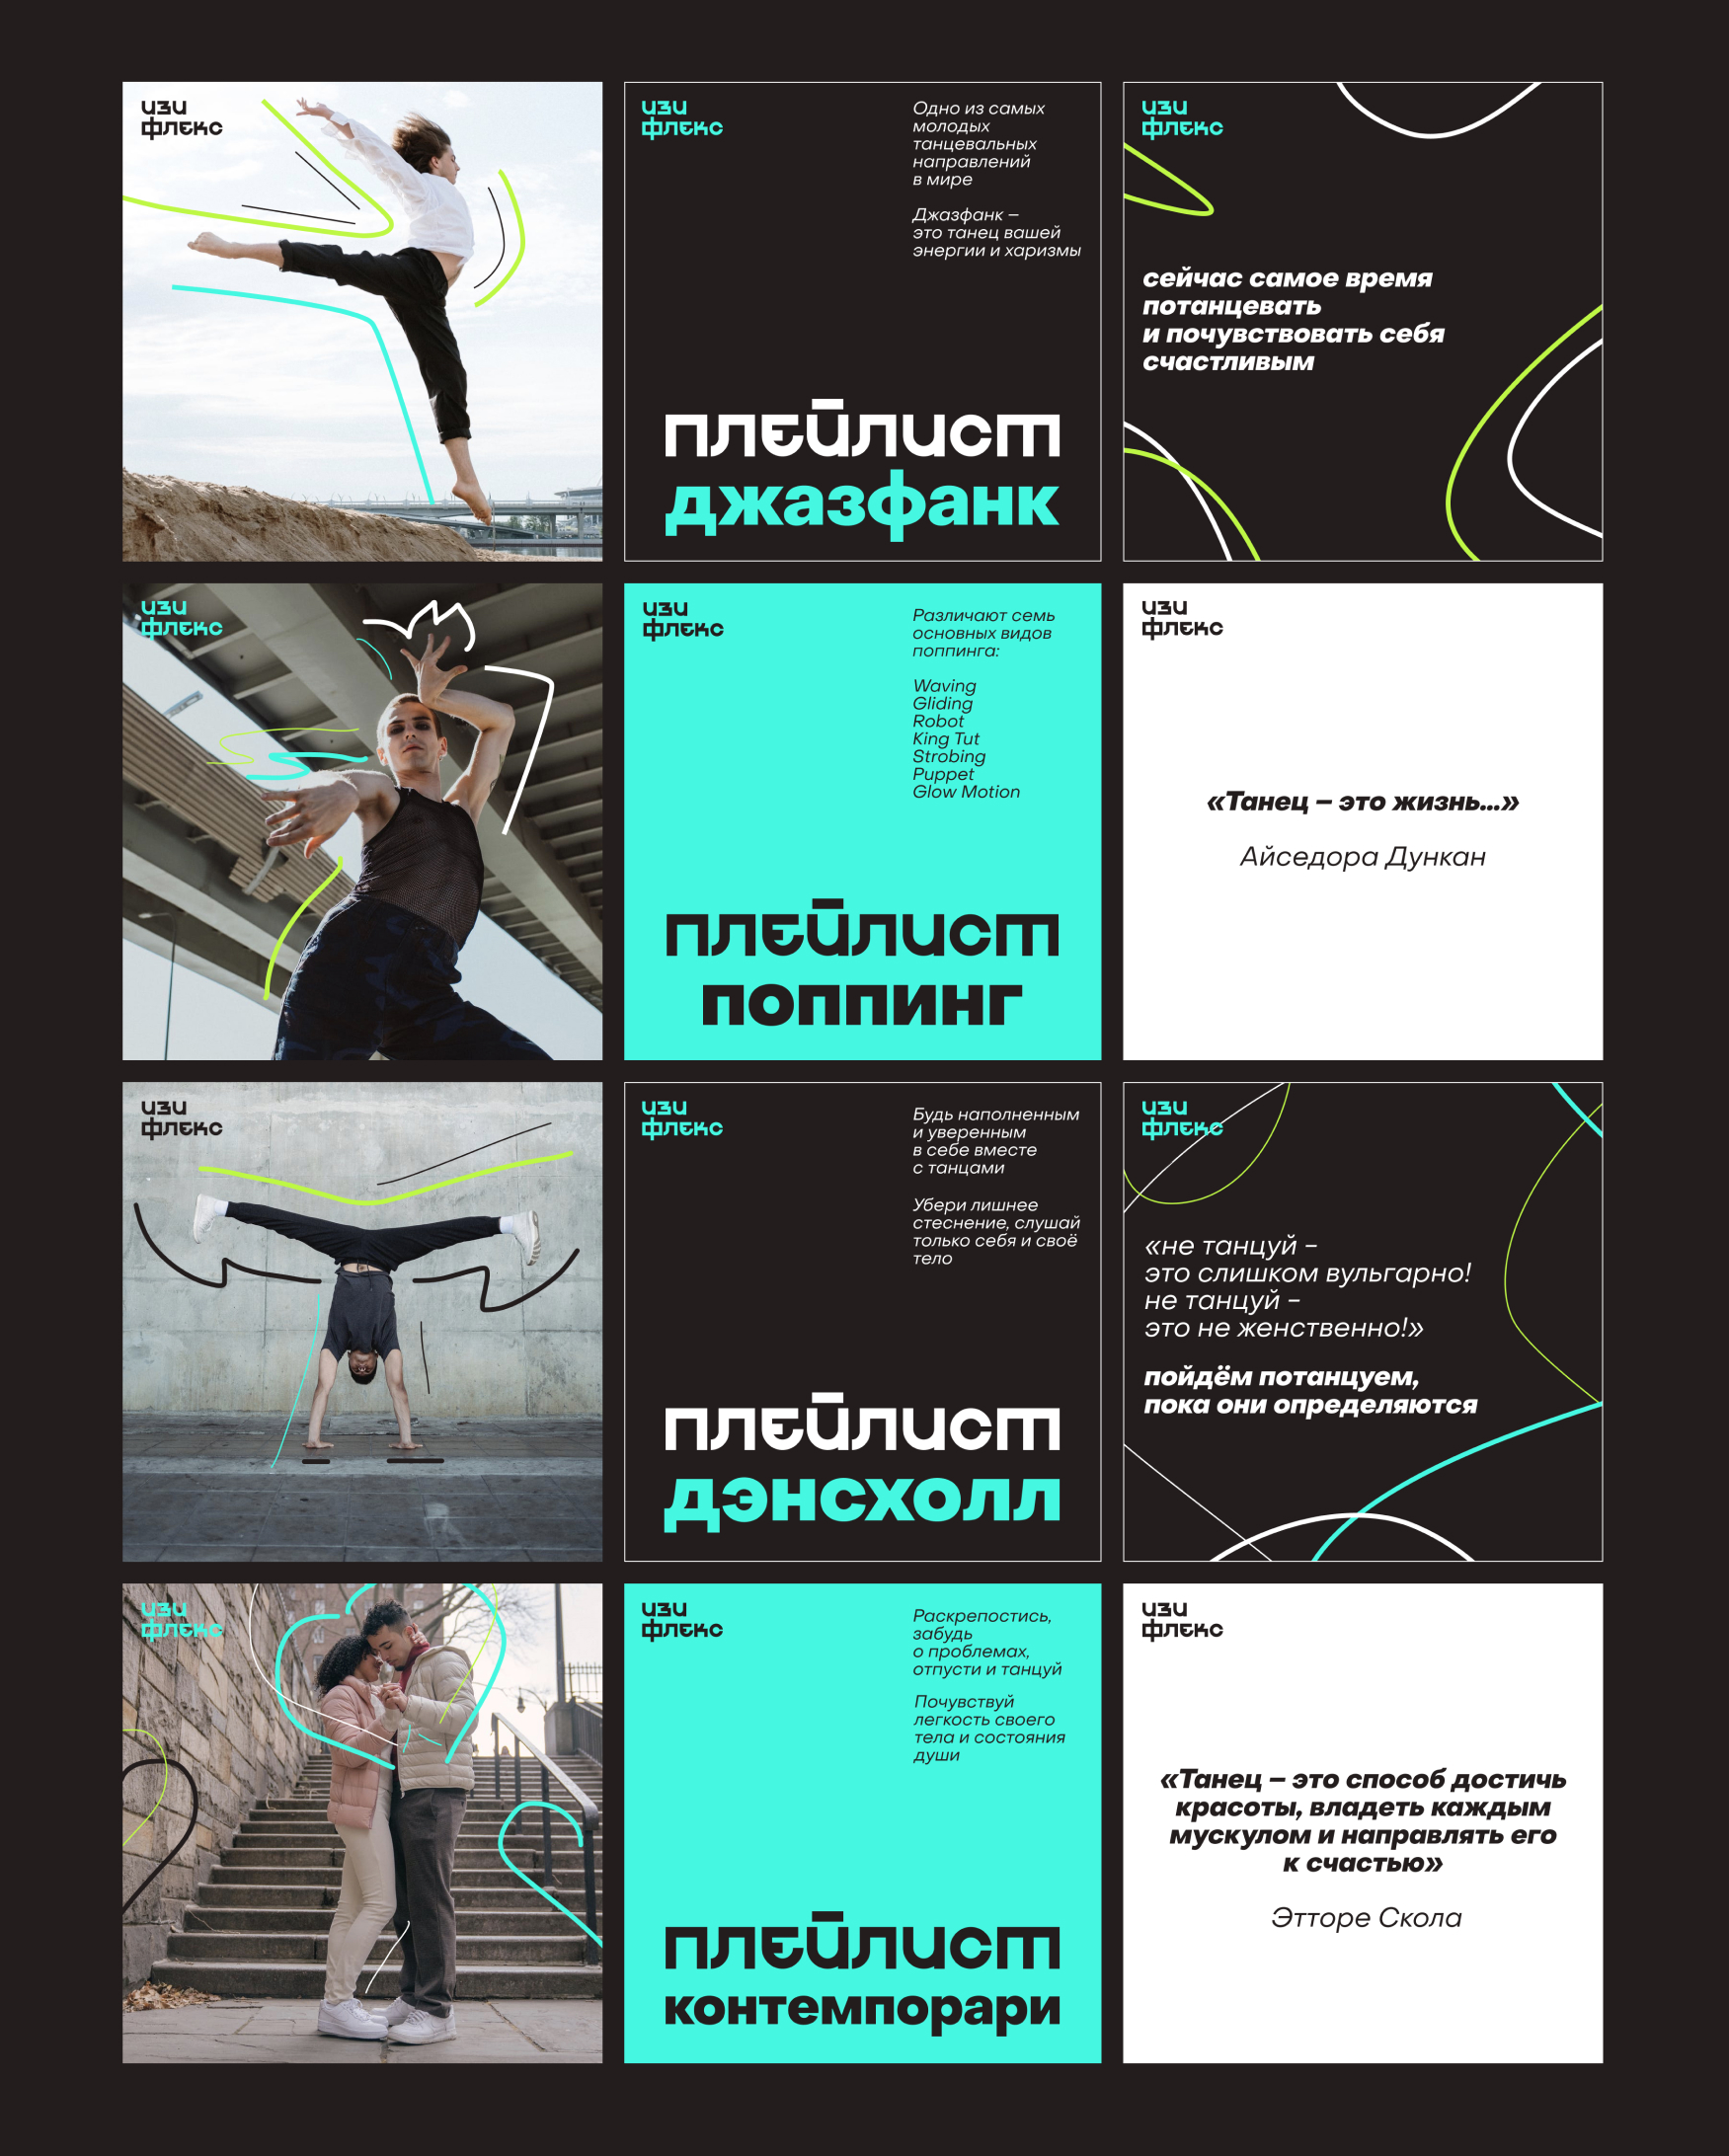 изи
флекс
изи
флекс
Одно из самых
молодых
танцевальных
направлений
в мире
Джазфанк –
это танец вашей
энергии и харизмы
плейлист
джазфанк
изи
флекс
сейчас самое время
потанцевать
и почувствовать себя
счастливым
изи
флекс
изи
флекс
Различают семь
основных видов
поппинга:
Waving
Gliding
Robot
King Tut
Strobing
Puppet
Glow Motion
плейлист
поппинг
изи
флекс
«Танец – это жизнь...»
Айседора Дункан
изи
флекс
изи
флекс
Будь наполненным
и уверенным
в себе вместе
с танцами
Убери лишнее
стеснение, слушай
только себя и своё
тело
плейлист
дэнсхолл
изи
флекс
«не танцуй –
это слишком вульгарно!
не танцуй –
это не женственно!»
пойдём потанцуем,
пока они определяются
изи
флекс
изи
флекс
Раскрепостись,
забудь
о проблемах,
отпусти и танцуй
Почувствуй
легкость своего
тела и состояния
души
плейлист
контемпорари
изи
флекс
«Танец – это способ достичь
красоты, владеть каждым
мускулом и направлять его
к счастью»
Этторе Скола